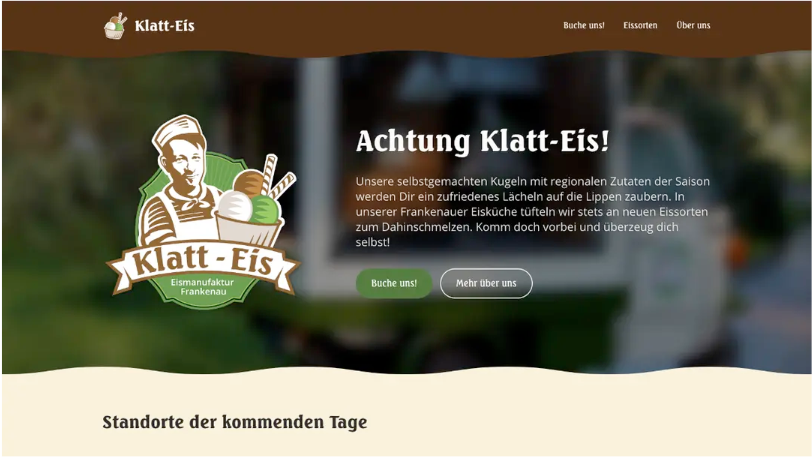 Klatt-Eis
Buche uns!
Eissorten
Über uns
Achtung Klatt-Eis!
Unsere selbstgemachten Kugeln mit regionalen Zutaten der Saison
werden Dir ein zufriedenes Lächeln auf die Lippen zaubern. In
unserer Frankenauer Eisküche tüfteln wir stets an neuen Eissorten
zum Dahinschmelzen. Komm doch vorbei und überzeug dich
selbst!
Klatt - Eis
Eismanufaktur
Frankenau
Buche uns!
Mehr über uns
Standorte der kommenden Tage